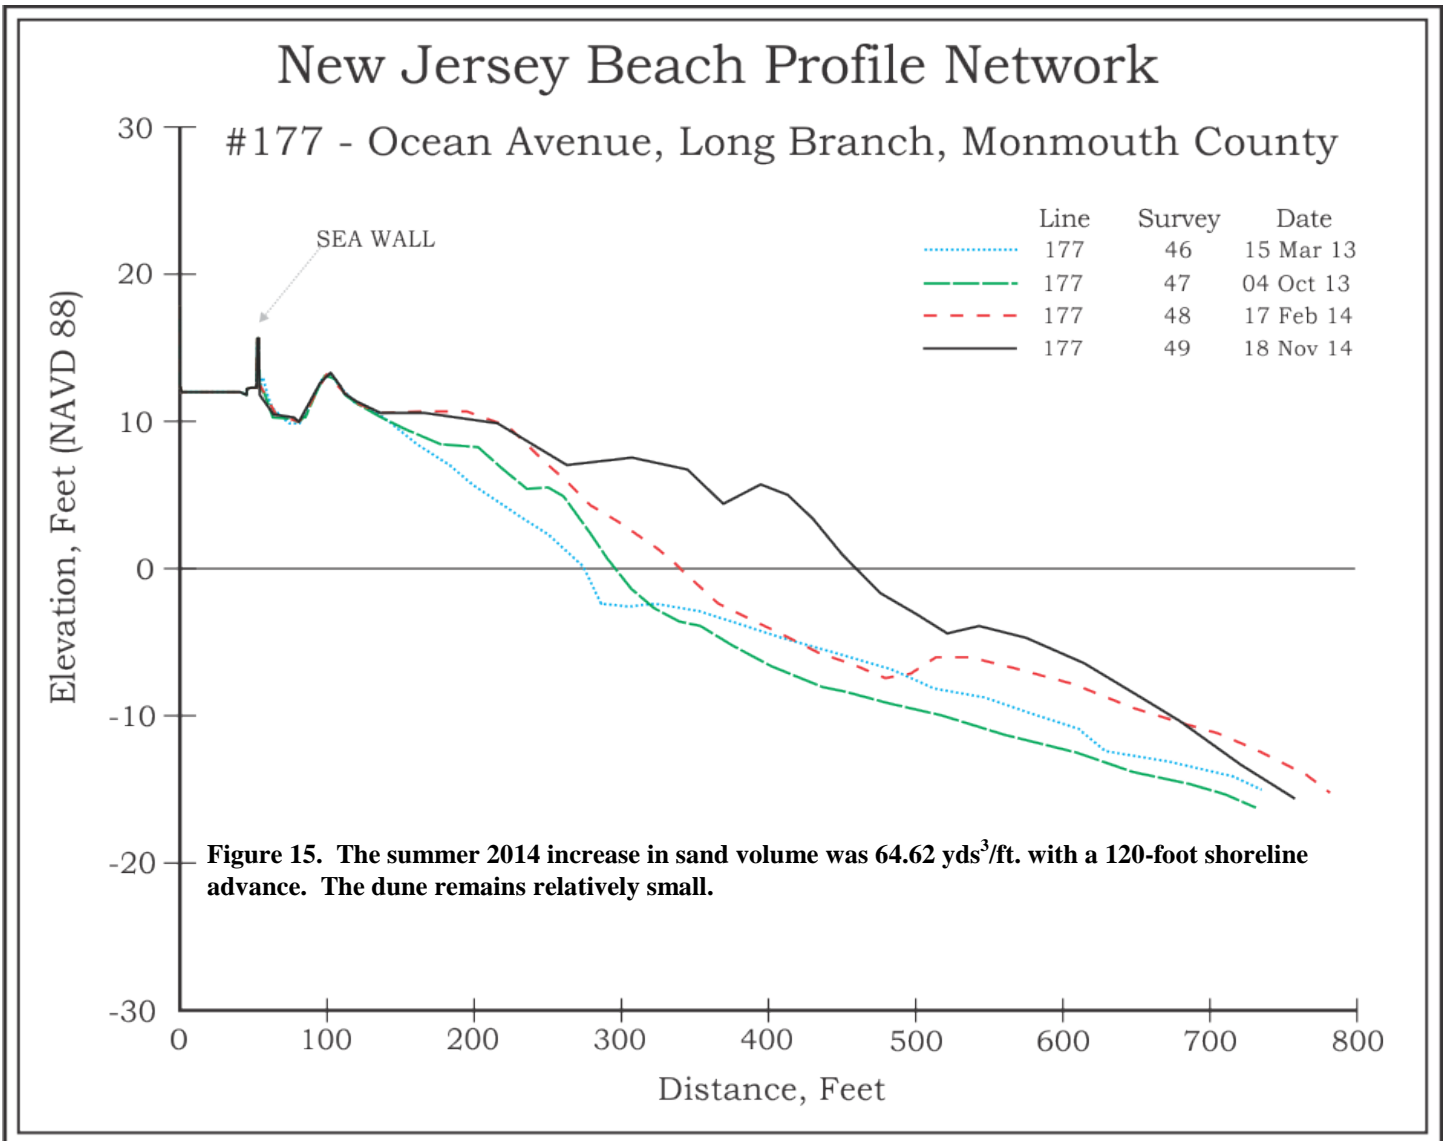 New Jersey Beach Profile Network
#177 - Ocean Avenue, Long Branch, Monmouth County
Line Survey Date
177 46 15 Mar 13
177 47 04 Oct 13
177 48 17 Feb 14
177 49 18 Nov 14
SEA WALL
Elevation, Feet (NAVD 88)
30
20
10
0
-10
-20
-30
Figure 15. The summer 2014 increase in sand volume was 64.62 yds³/ft. with a 120-foot shoreline
advance. The dune remains relatively small.
0 100 200 300 400 500 600 700 800
Distance, Feet